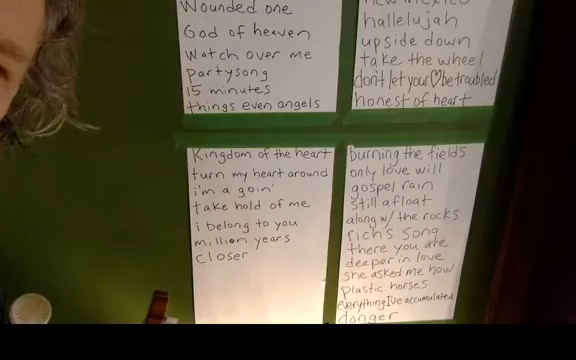 Wounded one
God of heaven
Watch over me
partysong
15 minutes
things even angels
new mexico
hallelujah
upside down
take the wheel
don't let your ♡ be troubled
honest of heart
Kingdom of the heart
turn my heart around
i'm a goin'
take hold of me
i belong to you
million years
closer
burning the fields
only love will
gospel rain
still afloat
along w/ the rocks
rich's song
there you are
deeper in love
she asked me how
plastic horses
everything I've accumulated
danger